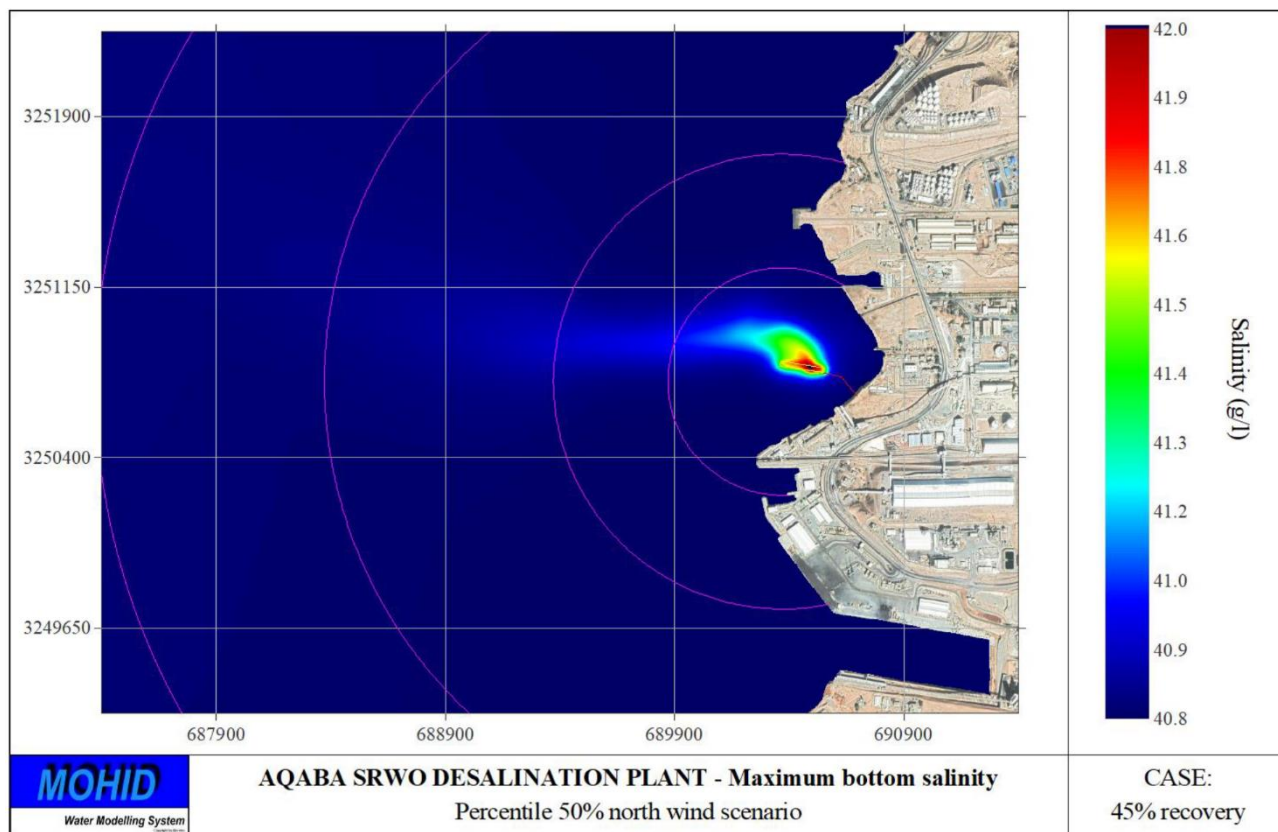 3251900
3251150
3250400
3249650
687900
688900
689900
690900
42.0
41.9
41.8
41.6
41.5
41.4
41.3
41.2
41.0
40.9
40.8
Salinity (g/l)
MOHID
Water Modelling System
AQABA SRWO DESALINATION PLANT - Maximum bottom salinity
Percentile 50% north wind scenario
CASE:
45% recovery